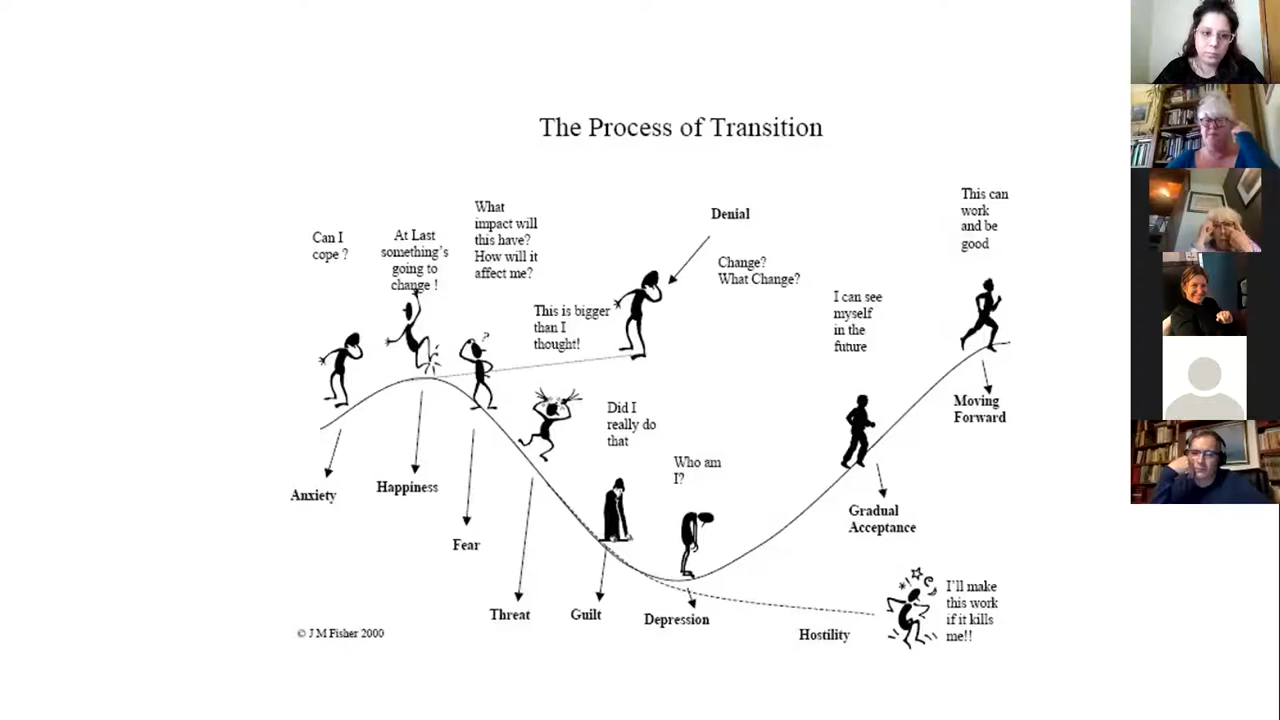 The Process of Transition
Can I
cope ?
At Last
something's
going to
change !
What
impact will
this have?
How will it
affect me?
This is bigger
than I
thought!
Denial
Change?
What Change?
I can see
myself
in the
future
This can
work
and be
good
Did I
really do
that
Who am
I?
Moving
Forward
Anxiety
Happiness
Fear
Threat
Guilt
Depression
Gradual
Acceptance
Hostility
I'll make
this work
if it kills
me!!
© J M Fisher 2000